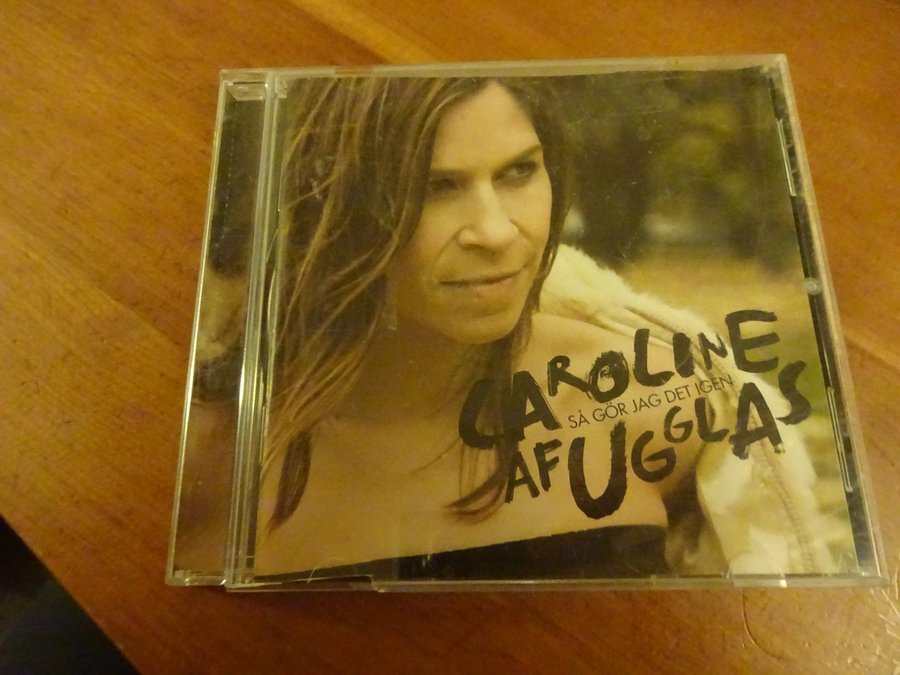 CAROLINE
SÅ GÖR JAG DET IGEN
AF UGGLAS